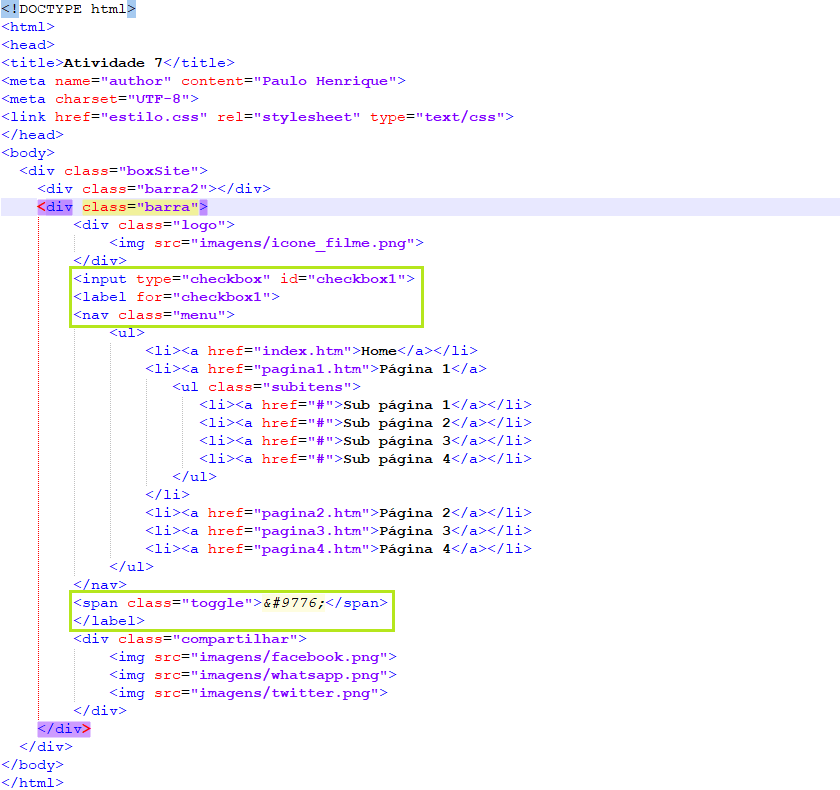 <!DOCTYPE html>
<html>
<head>
<title>Atividade 7</title>
<meta name="author" content="Paulo Henrique">
<meta charset="UTF-8">
<link href="estilo.css" rel="stylesheet" type="text/css">
</head>
<body>
<div class="boxSite">
<div class="barra2"></div>
<div class="barra">
<div class="logo">
<img src="imagens/icone_filme.png">
</div>
<input type="checkbox" id="checkbox1">
<label for="checkbox1">
<nav class="menu">
<ul>
<li><a href="index.htm">Home</a></li>
<li><a href="pagina1.htm">Página 1</a>
<ul class="subitens">
<li><a href="#">Sub página 1</a></li>
<li><a href="#">Sub página 2</a></li>
<li><a href="#">Sub página 3</a></li>
<li><a href="#">Sub página 4</a></li>
</ul>
</li>
<li><a href="pagina2.htm">Página 2</a></li>
<li><a href="pagina3.htm">Página 3</a></li>
<li><a href="pagina4.htm">Página 4</a></li>
</ul>
</nav>
<span class="toggle">&#9776;</span>
</label>
<div class="compartilhar">
<img src="imagens/facebook.png">
<img src="imagens/whatsapp.png">
<img src="imagens/twitter.png">
</div>
</div>
</div>
</body>
</html>